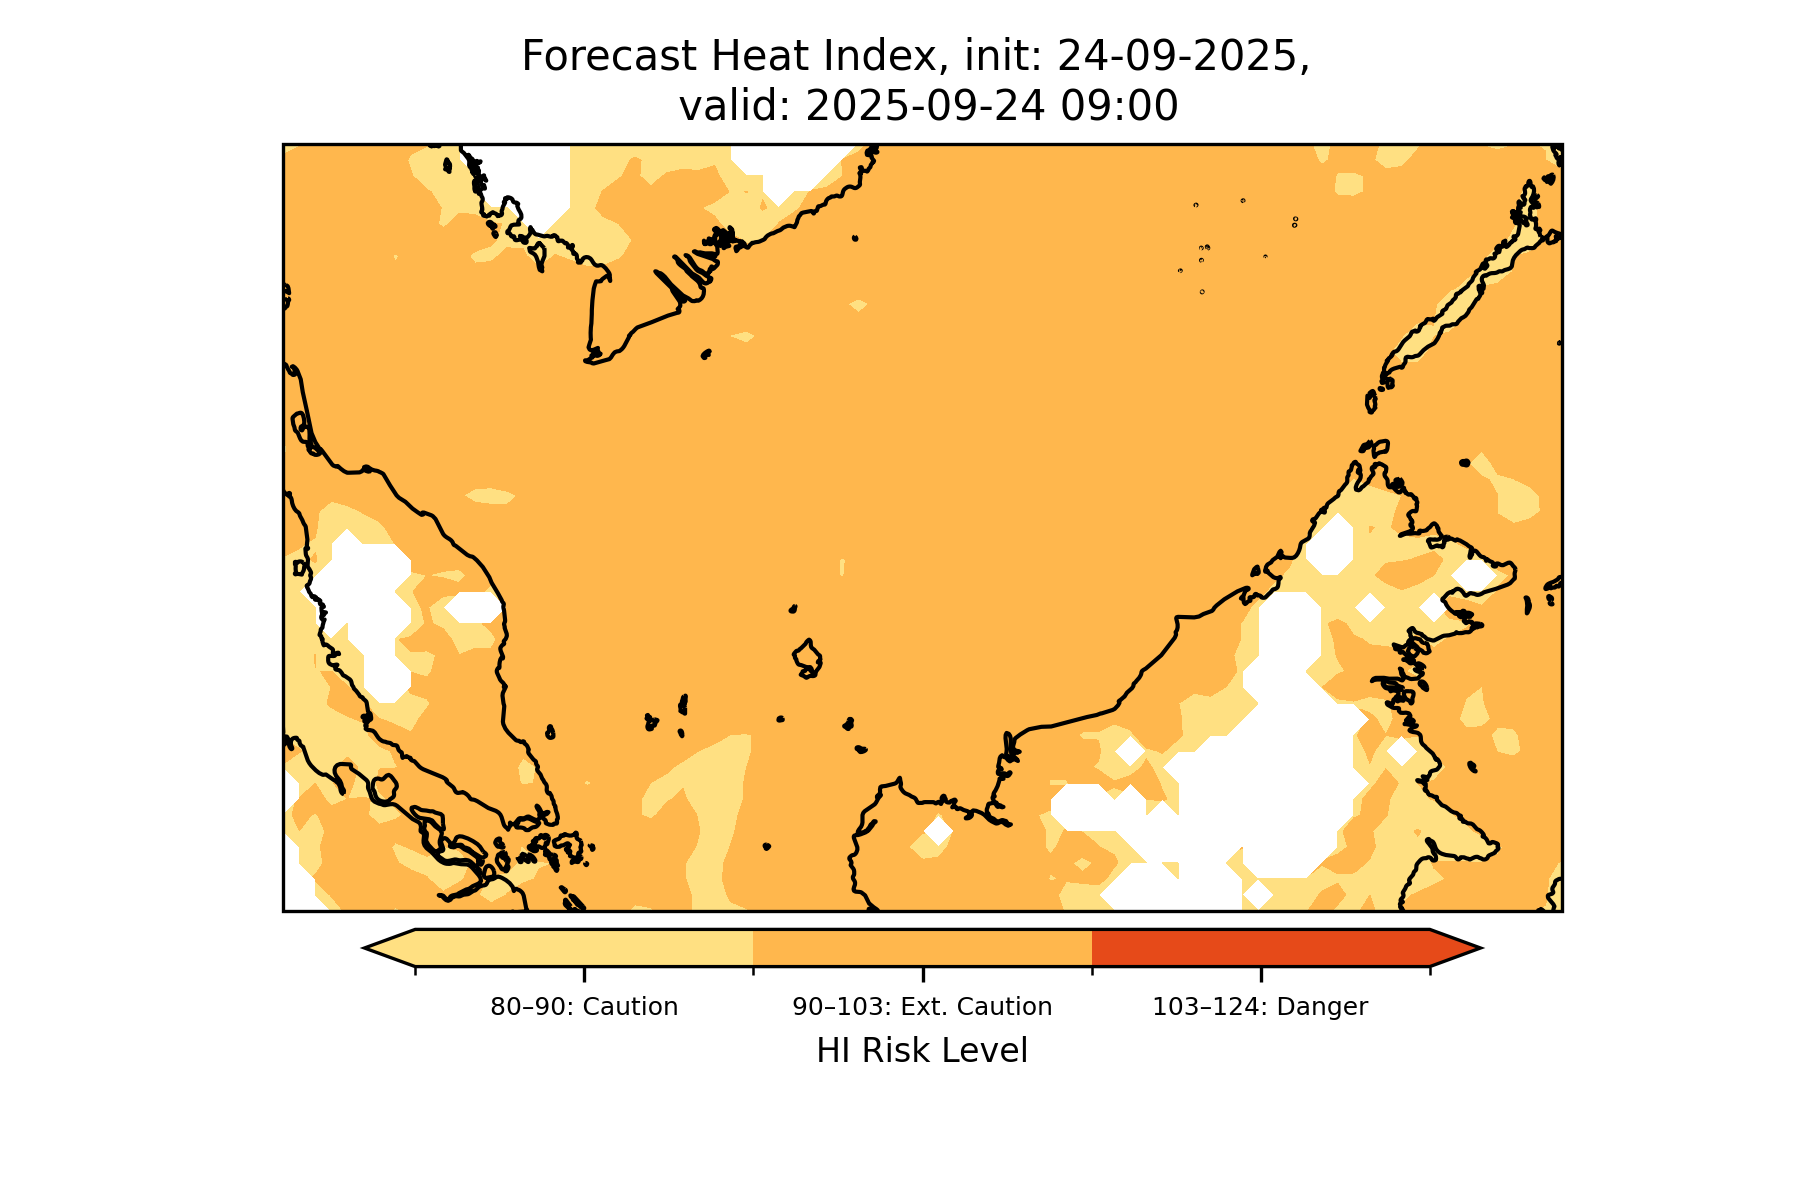 Forecast Heat Index, init: 24-09-2025,
valid: 2025-09-24 09:00
80–90: Caution
90–103: Ext. Caution
103–124: Danger
HI Risk Level